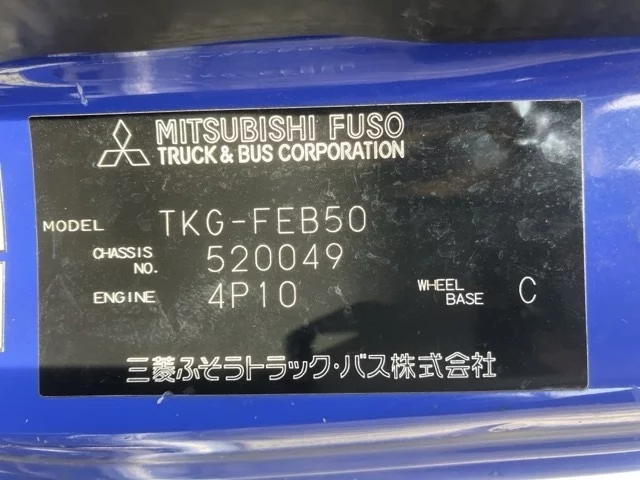 MITSUBISHI FUSO
TRUCK & BUS CORPORATION
MODEL TKG-FEB50
CHASSIS NO. 520049
ENGINE 4P10 WHEEL BASE C
三菱ふそうトラック・バス株式会社